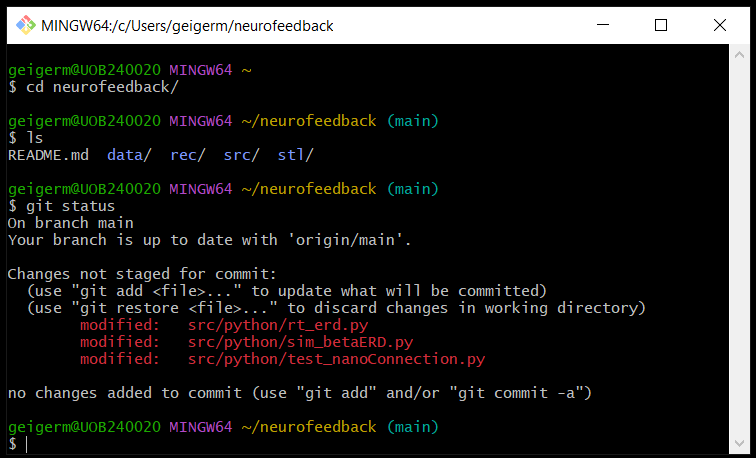 MINGW64:/c/Users/geigerm/neurofeedback
geigerm@UOB240020 MINGW64 ~
$ cd neurofeedback/
geigerm@UOB240020 MINGW64 ~/neurofeedback (main)
$ ls
README.md  data/  rec/  src/  stl/
geigerm@UOB240020 MINGW64 ~/neurofeedback (main)
$ git status
On branch main
Your branch is up to date with 'origin/main'.
Changes not staged for commit:
  (use "git add <file>..." to update what will be committed)
  (use "git restore <file>..." to discard changes in working directory)
        modified:   src/python/rt_erd.py
        modified:   src/python/sim_betaERD.py
        modified:   src/python/test_nanoConnection.py
no changes added to commit (use "git add" and/or "git commit -a")
geigerm@UOB240020 MINGW64 ~/neurofeedback (main)
$